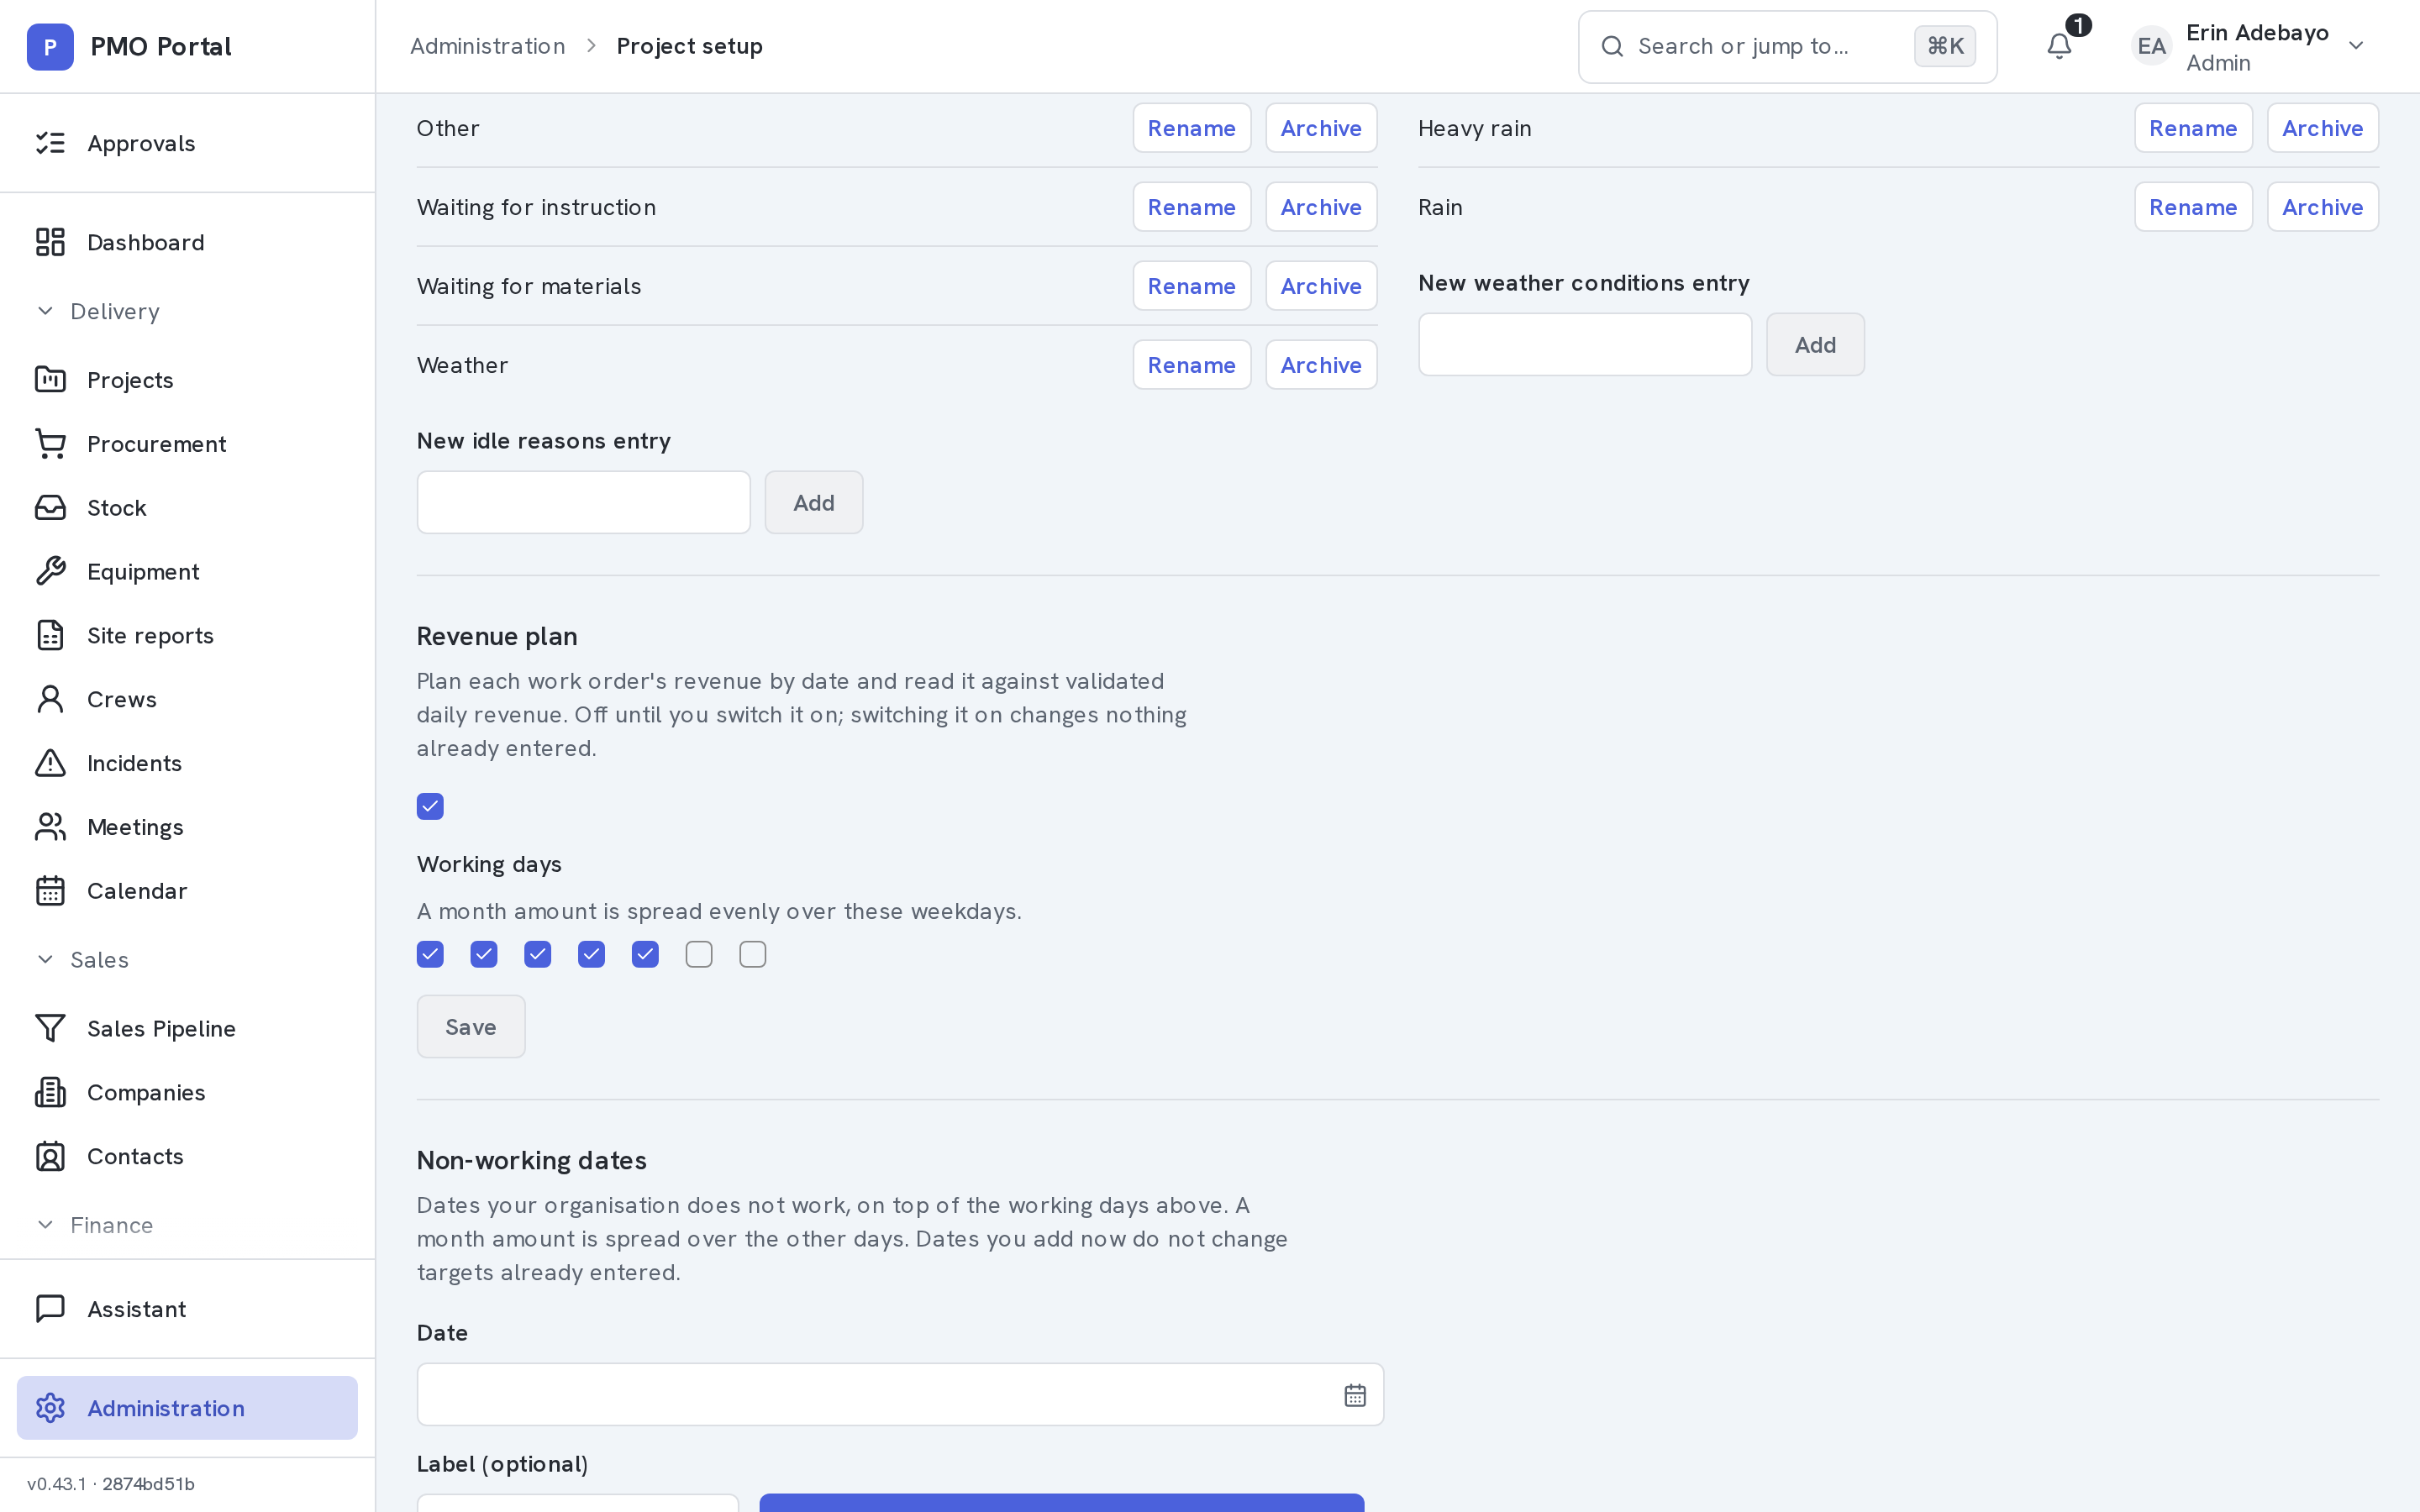 P
PMO Portal
Administration
Project setup
Search or jump to...
⌘K
1
EA
Erin Adebayo
Admin
Approvals
Dashboard
Delivery
Projects
Procurement
Stock
Equipment
Site reports
Crews
Incidents
Meetings
Calendar
Sales
Sales Pipeline
Companies
Contacts
Finance
Assistant
Administration
v0.43.1 · 2874bd51b
Other
Rename
Archive
Waiting for instruction
Rename
Archive
Waiting for materials
Rename
Archive
Weather
Rename
Archive
New idle reasons entry
Add
Heavy rain
Rename
Archive
Rain
Rename
Archive
New weather conditions entry
Add
Revenue plan
Plan each work order's revenue by date and read it against validated
daily revenue. Off until you switch it on; switching it on changes nothing
already entered.
Working days
A month amount is spread evenly over these weekdays.
Save
Non-working dates
Dates your organisation does not work, on top of the working days above. A
month amount is spread over the other days. Dates you add now do not change
targets already entered.
Date
Label (optional)